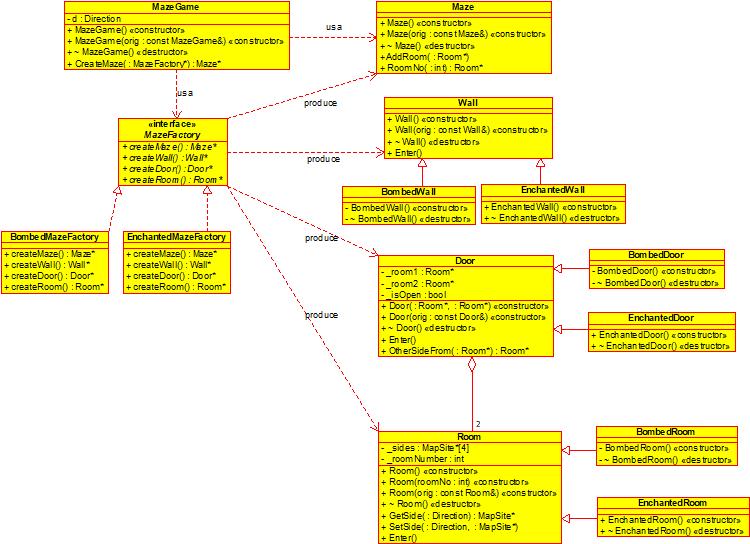 MazeGame
- d : Direction
+ MazeGame() «constructor»
+ MazeGame(orig : const MazeGame&) «constructor»
+ ~ MazeGame() «destructor»
+ CreateMaze( : MazeFactory*) : Maze*
usa
Maze
+ Maze() «constructor»
+ Maze(orig : const Maze&) «constructor»
+ ~ Maze() «destructor»
+ AddRoom( : Room*)
+ RoomNo( : int) : Room*
usa
produce
«interface»
MazeFactory
+ createMaze() : Maze*
+ createWall() : Wall*
+ createDoor() : Door*
+ createRoom() : Room*
produce
Wall
+ Wall() «constructor»
+ Wall(orig : const Wall&) «constructor»
+ ~ Wall() «destructor»
+ Enter()
BombedWall
- BombedWall() «constructor»
- ~ BombedWall() «destructor»
EnchantedWall
+ EnchantedWall() «constructor»
+ ~ EnchantedWall() «destructor»
BombedMazeFactory
+ createMaze() : Maze*
+ createWall() : Wall*
+ createDoor() : Door*
+ createRoom() : Room*
EnchantedMazeFactory
+ createMaze() : Maze*
+ createWall() : Wall*
+ createDoor() : Door*
+ createRoom() : Room*
produce
Door
- _room1 : Room*
- _room2 : Room*
- _isOpen : bool
+ Door( : Room*, : Room*) «constructor»
+ Door(orig : const Door&) «constructor»
+ ~ Door() «destructor»
+ Enter()
+ OtherSideFrom( : Room*) : Room*
BombedDoor
- BombedDoor() «constructor»
- ~ BombedDoor() «destructor»
EnchantedDoor
+ EnchantedDoor() «constructor»
+ ~ EnchantedDoor() «destructor»
produce
2
Room
- _sides : MapSite*[4]
- _roomNumber : int
+ Room() «constructor»
+ Room(roomNo : int) «constructor»
+ Room(orig : const Room&) «constructor»
+ ~ Room() «destructor»
+ GetSide( : Direction) : MapSite*
+ SetSide( : Direction, : MapSite*)
+ Enter()
BombedRoom
- BombedRoom() «constructor»
- ~ BombedRoom() «destructor»
EnchantedRoom
+ EnchantedRoom() «constructor»
+ ~ EnchantedRoom() «destructor»